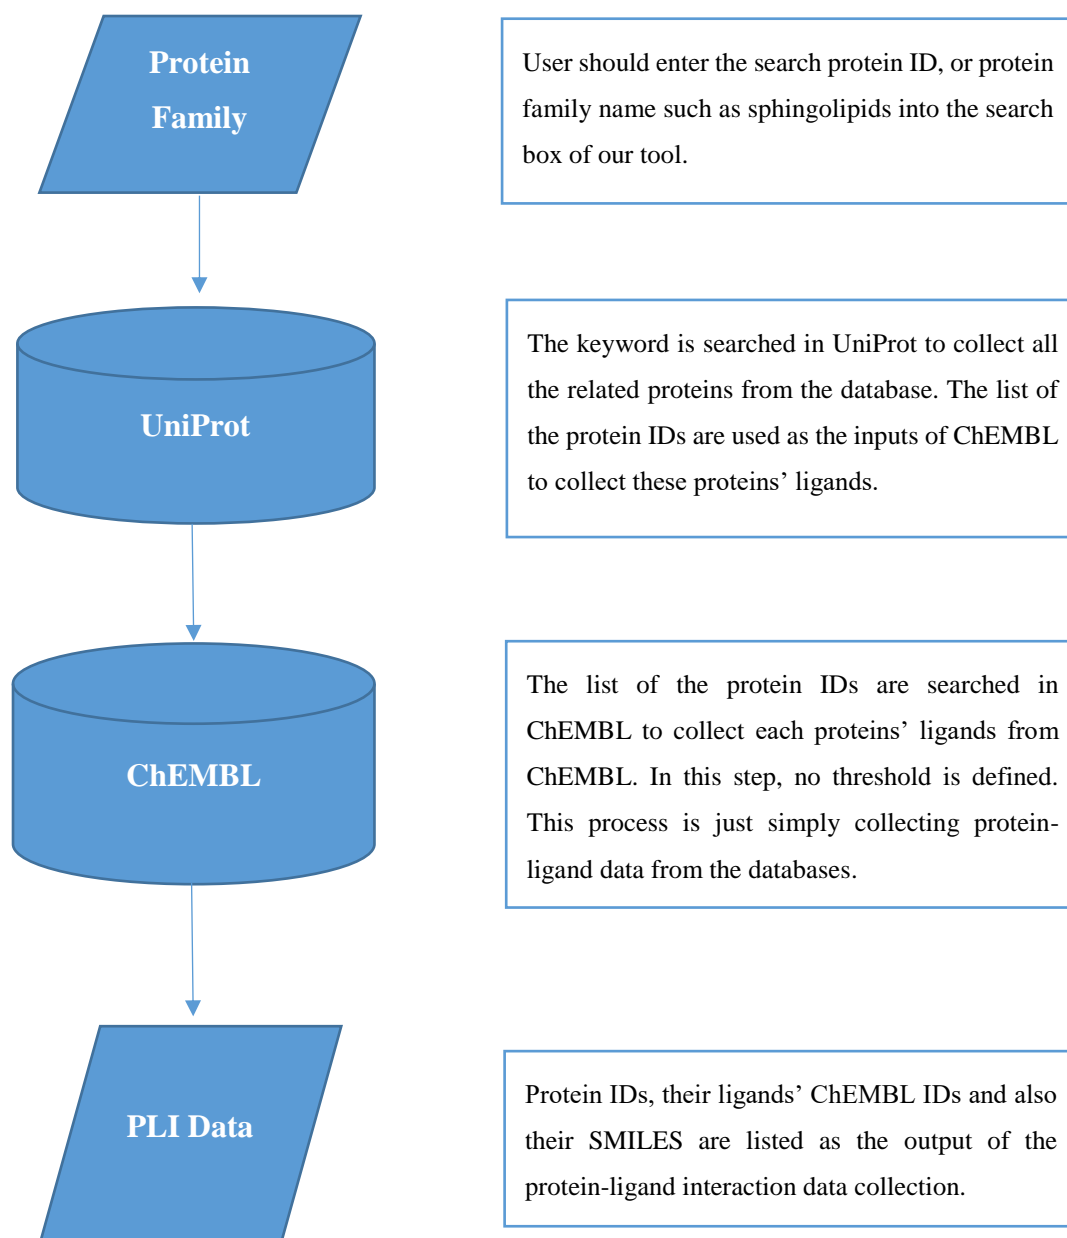 Protein
Family
User should enter the search protein ID, or protein
family name such as sphingolipids into the search
box of our tool.
UniProt
The keyword is searched in UniProt to collect all
the related proteins from the database. The list of
the protein IDs are used as the inputs of ChEMBL
to collect these proteins’ ligands.
ChEMBL
The list of the protein IDs are searched in
ChEMBL to collect each proteins’ ligands from
ChEMBL. In this step, no threshold is defined.
This process is just simply collecting protein-
ligand data from the databases.
PLI Data
Protein IDs, their ligands’ ChEMBL IDs and also
their SMILES are listed as the output of the
protein-ligand interaction data collection.